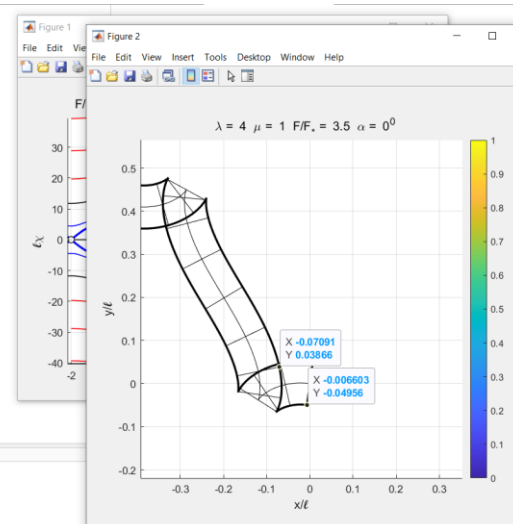 Figure 1
File Edit Vie
F/
30
20
10
0
-10
-20
-30
-40
-2
ℓχ
Figure 2
File Edit View Insert Tools Desktop Window Help
λ = 4 μ = 1 F/F* = 3.5 α = 0⁰
0.5
0.4
0.3
0.2
0.1
0
-0.1
-0.2
y/ℓ
-0.3 -0.2 -0.1 0 0.1 0.2 0.3
x/ℓ
X -0.07091
Y 0.03866
X -0.006603
Y -0.04956
1
0.9
0.8
0.7
0.6
0.5
0.4
0.3
0.2
0.1
0